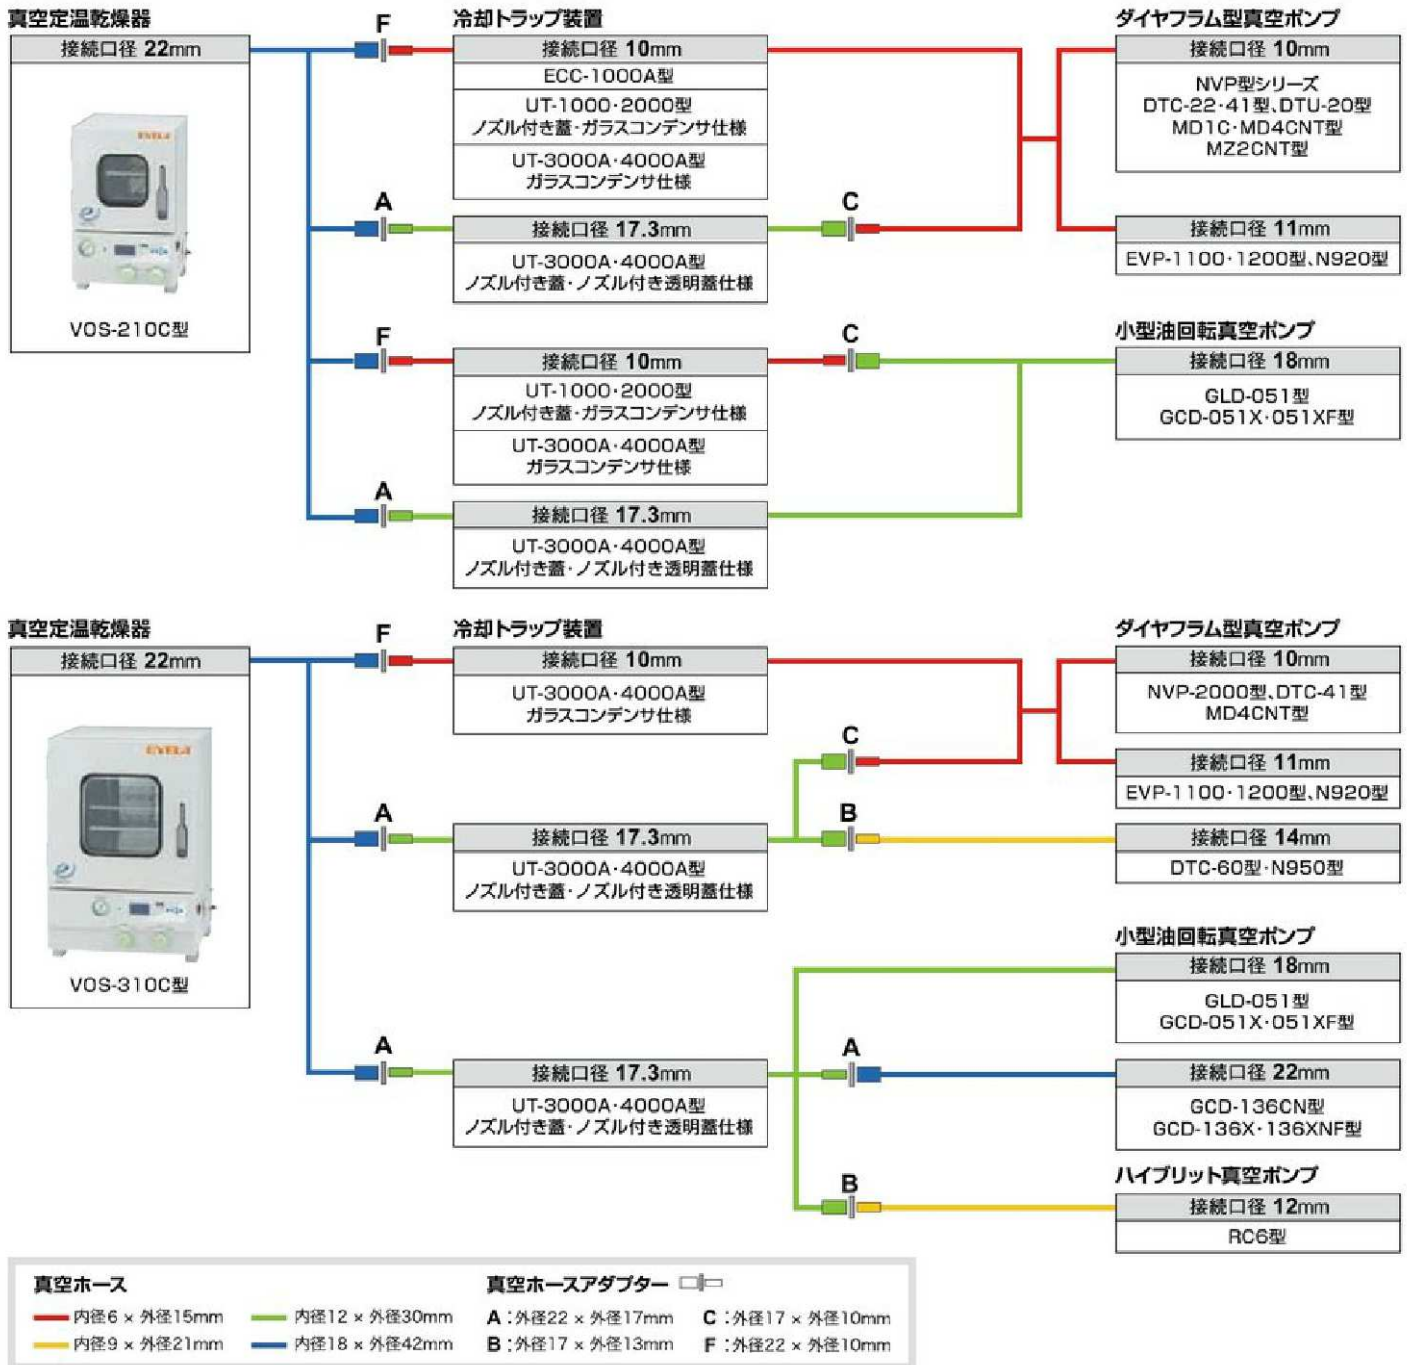 真空定温乾燥器
接続口径 22mm
EYELA
VOS-210C型
F
A
F
A
冷却トラップ装置
接続口径 10mm
ECC-1000A型
UT-1000・2000型
ノズル付き蓋・ガラスコンデンサ仕様
UT-3000A・4000A型
ガラスコンデンサ仕様
接続口径 17.3mm
UT-3000A・4000A型
ノズル付き蓋・ノズル付き透明蓋仕様
接続口径 10mm
UT-1000・2000型
ノズル付き蓋・ガラスコンデンサ仕様
UT-3000A・4000A型
ガラスコンデンサ仕様
接続口径 17.3mm
UT-3000A・4000A型
ノズル付き蓋・ノズル付き透明蓋仕様
C
C
ダイヤフラム型真空ポンプ
接続口径 10mm
NVP型シリーズ
DTC-22・41型、DTU-20型
MD1C・MD4CNT型
MZ2CNT型
接続口径 11mm
EVP-1100・1200型、N920型
小型油回転真空ポンプ
接続口径 18mm
GLD-051型
GCD-051X・051XF型
真空定温乾燥器
接続口径 22mm
EYELA
VOS-310C型
F
A
A
冷却トラップ装置
接続口径 10mm
UT-3000A・4000A型
ガラスコンデンサ仕様
接続口径 17.3mm
UT-3000A・4000A型
ノズル付き蓋・ノズル付き透明蓋仕様
接続口径 17.3mm
UT-3000A・4000A型
ノズル付き蓋・ノズル付き透明蓋仕様
C
B
A
B
ダイヤフラム型真空ポンプ
接続口径 10mm
NVP-2000型、DTC-41型
MD4CNT型
接続口径 11mm
EVP-1100・1200型、N920型
接続口径 14mm
DTC-60型・N950型
小型油回転真空ポンプ
接続口径 18mm
GLD-051型
GCD-051X・051XF型
接続口径 22mm
GCD-136CN型
GCD-136X・136XNF型
ハイブリット真空ポンプ
接続口径 12mm
RC6型
真空ホース
内径6 × 外径15mm
内径12 × 外径30mm
内径9 × 外径21mm
内径18 × 外径42mm
真空ホースアダプター
A：外径22 × 外径17mm
C：外径17 × 外径10mm
B：外径17 × 外径13mm
F：外径22 × 外径10mm